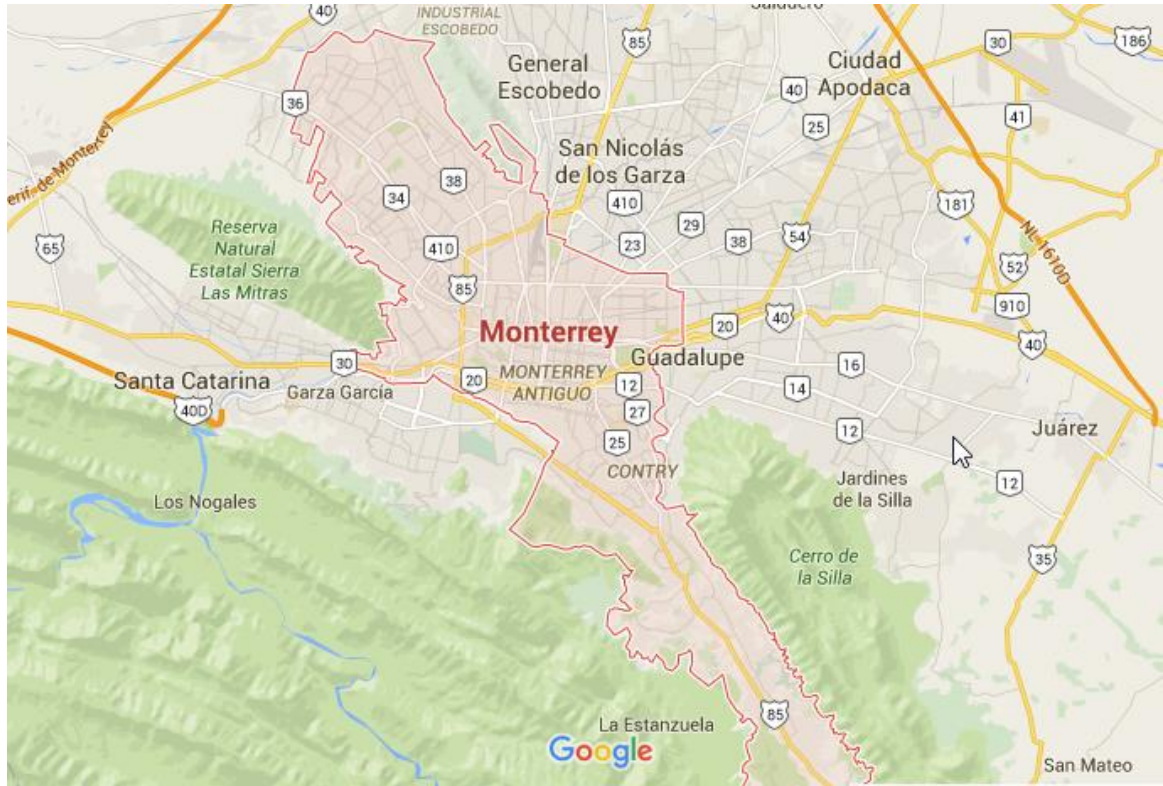 40
INDUSTRIAL
ESCOBEDO
85
30
186
General
Escobedo
Ciudad
Apodaca
40
36
41
25
San Nicolás
de los Garza
38
34
410
181
Reserva
Natural
Estatal Sierra
Las Mitras
29
23
38
54
65
410
NL 1610D
52
85
910
Monterrey
20
40
40
30
Guadalupe
16
Santa Catarina
20
MONTERREY
ANTIGUO
12
14
Garza García
40D
27
12
Juárez
25
CONTRY
Jardines
de la Silla
12
Los Nogales
Cerro de
la Silla
35
85
La Estanzuela
Google
San Mateo